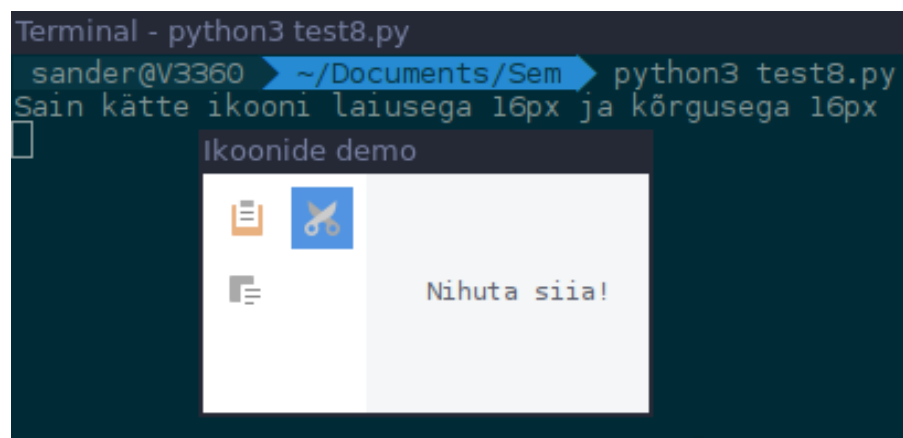 Terminal - python3 test8.py
sander@V3360 ~/Documents/Sem python3 test8.py
Sain kätte ikooni laiusega 16px ja kõrgusega 16px
Ikoonide demo
Nihuta siia!